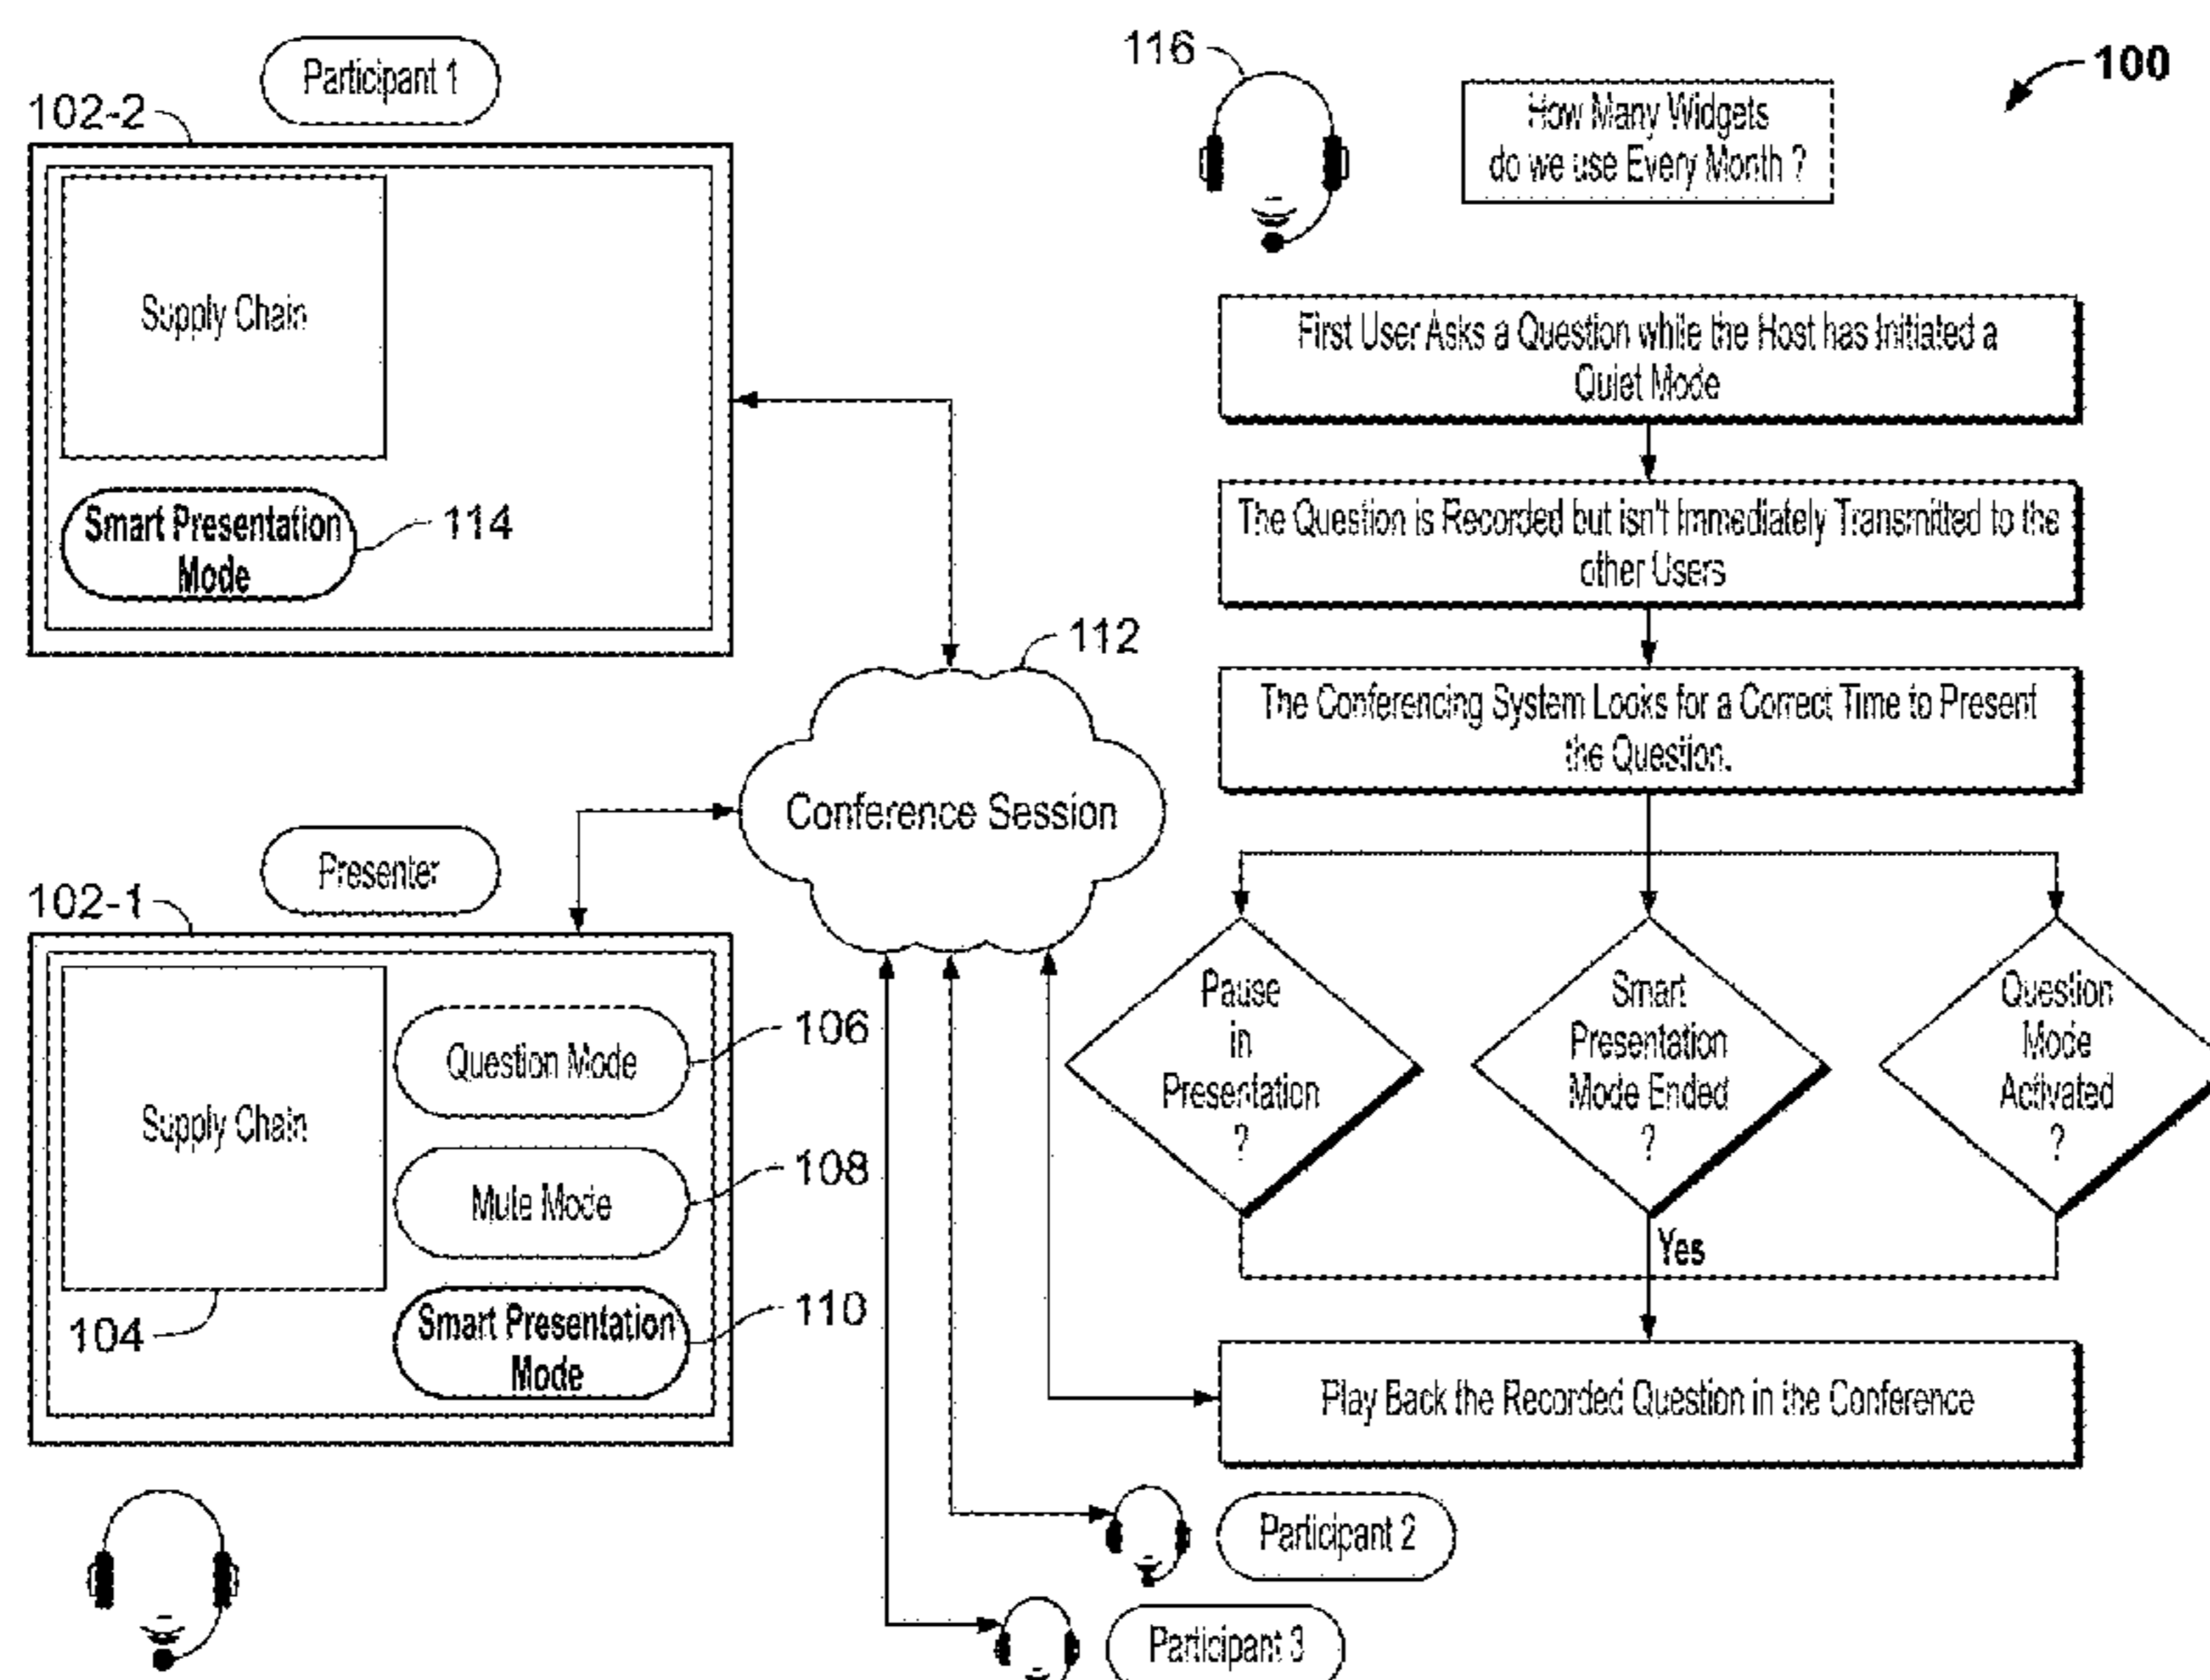 Participant 1
102-2
Supply Chain
Smart Presentation
Mode
114
116
How Many Widgets
do we use Every Month ?
100
First User Asks a Question while the Host has Initiated a
Quiet Mode
The Question is Recorded but isn't Immediately Transmitted to the
other Users
The Conferencing System Looks for a Correct Time to Present
the Question.
112
Conference Session
Presenter
102-1
Supply Chain
104
Question Mode
106
Mute Mode
108
Smart Presentation
Mode
110
Pause
in
Presentation
?
Smart
Presentation
Mode Ended
?
Question
Mode
Activated
?
Yes
Play Back the Recorded Question in the Conference
Participant 2
Participant 3